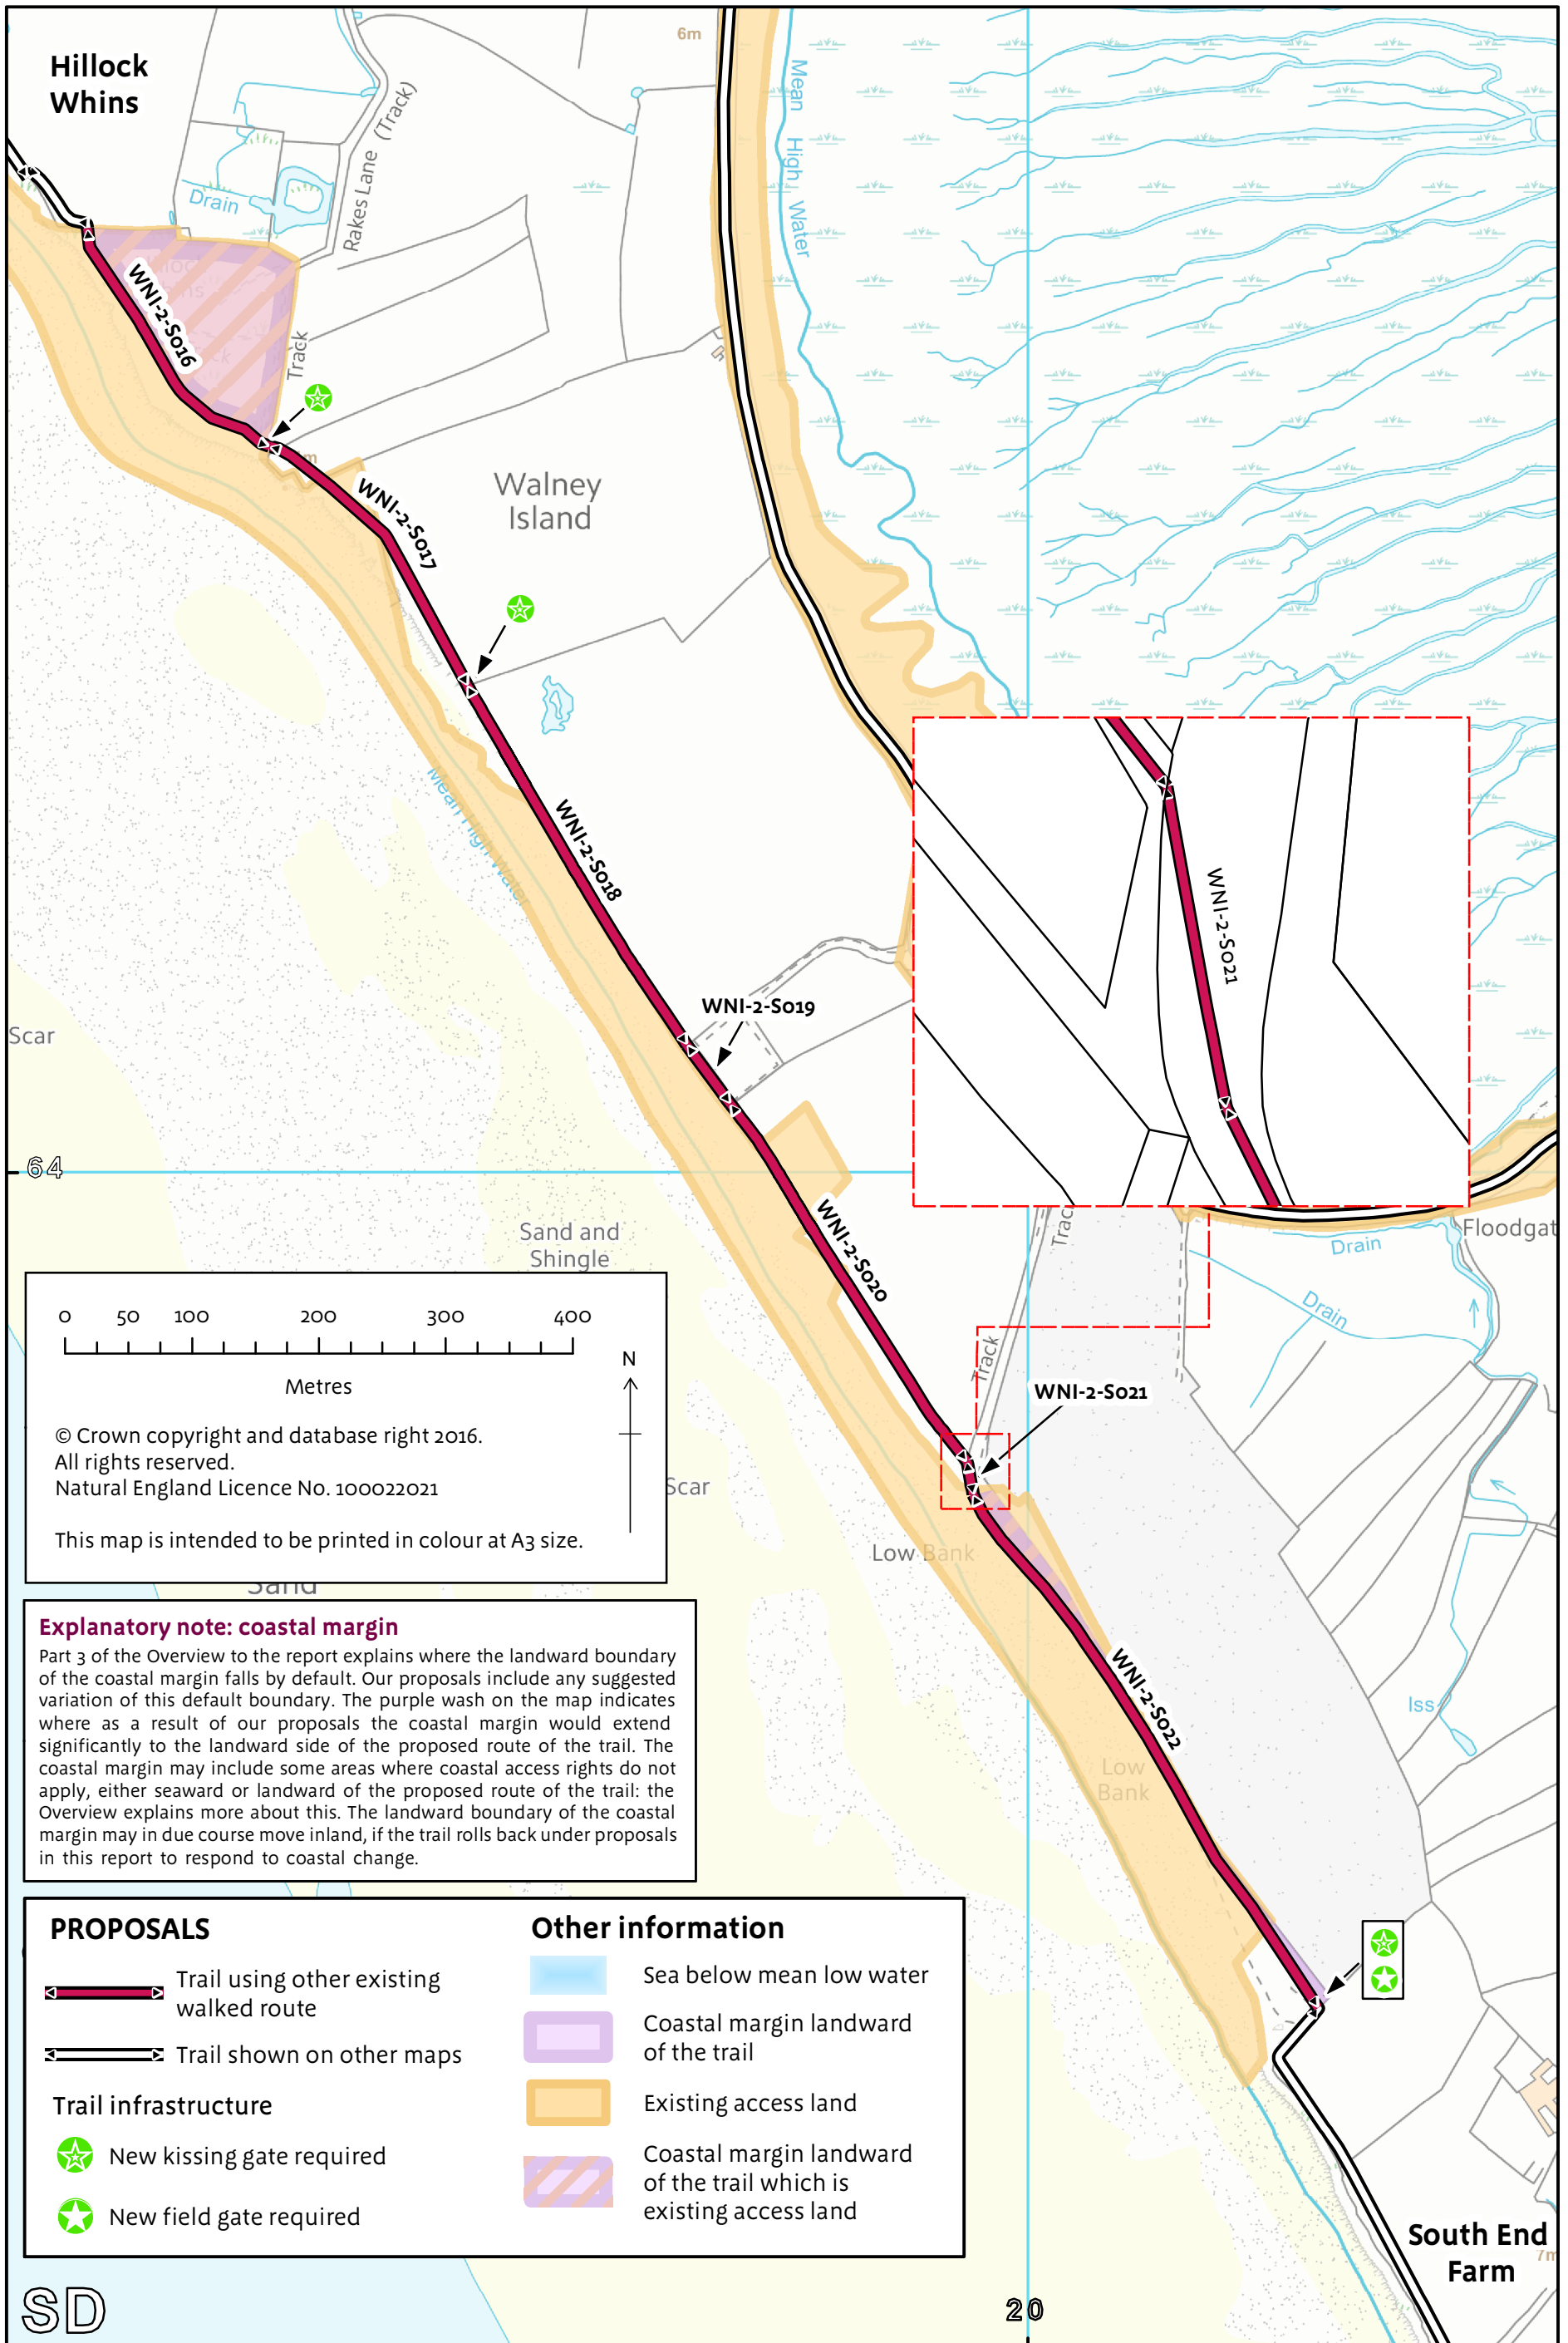 Hillock
Whins
6m
Mean High Water
Rakes Lane (Track)
Drain
WNI-2-S016
Track
WNI-2-S017
Walney
Island
Mean High Water
WNI-2-S018
WNI-2-S021
WNI-2-S019
Scar
64
Sand and
Shingle
WNI-2-S020
Track
Floodgat
Drain
Drain
Track
WNI-2-S021
0 50 100 200 300 400
Metres
N
© Crown copyright and database right 2016.
All rights reserved.
Natural England Licence No. 100022021
This map is intended to be printed in colour at A3 size.
Scar
Low Bank
Sand
WNI-2-S022
Iss
Low
Bank
Explanatory note: coastal margin
Part 3 of the Overview to the report explains where the landward boundary
of the coastal margin falls by default. Our proposals include any suggested
variation of this default boundary. The purple wash on the map indicates
where as a result of our proposals the coastal margin would extend
significantly to the landward side of the proposed route of the trail. The
coastal margin may include some areas where coastal access rights do not
apply, either seaward or landward of the proposed route of the trail: the
Overview explains more about this. The landward boundary of the coastal
margin may in due course move inland, if the trail rolls back under proposals
in this report to respond to coastal change.
PROPOSALS
Trail using other existing
walked route
Trail shown on other maps
Trail infrastructure
New kissing gate required
New field gate required
Other information
Sea below mean low water
Coastal margin landward
of the trail
Existing access land
Coastal margin landward
of the trail which is
existing access land
South End
Farm
7m
SD
20